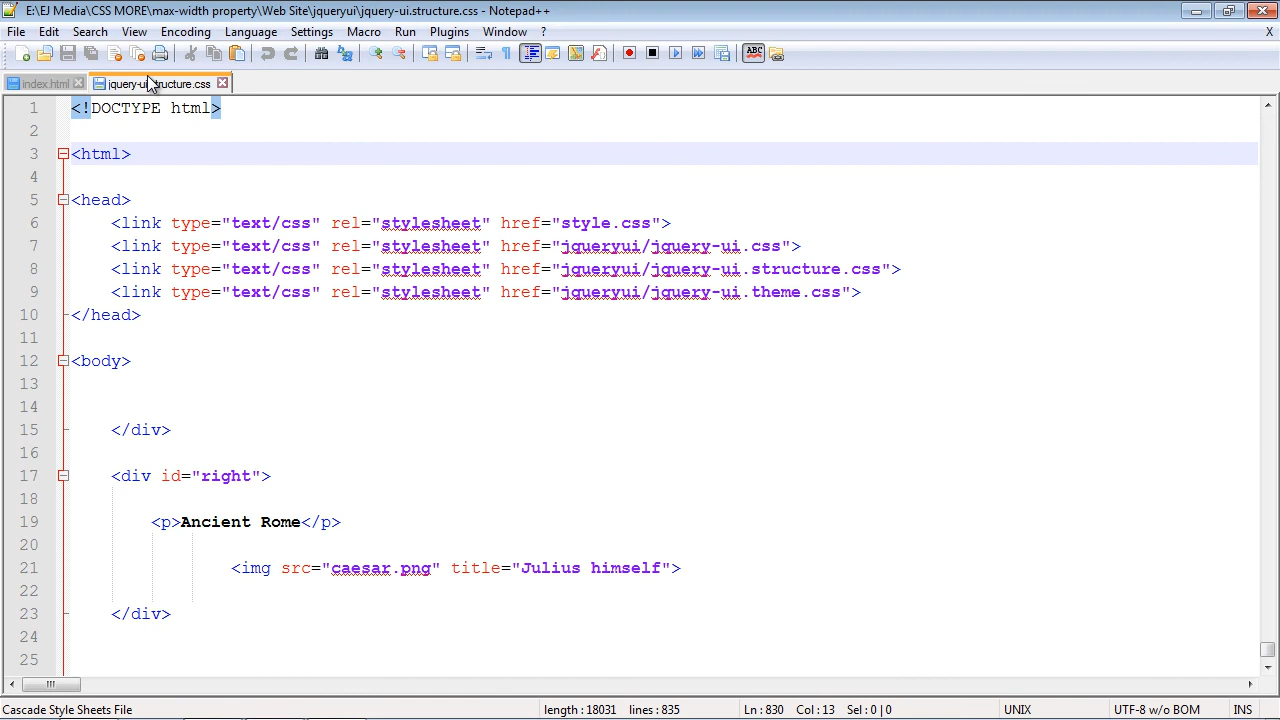 E:\EJ Media\CSS MORE\max-width property\Web Site\jqueryui\jquery-ui.structure.css - Notepad++
File Edit Search View Encoding Language Settings Macro Run Plugins Window ? X
ABC
index.html jquery-ui.structure.css
1 <!DOCTYPE html>
2
3 <html>
4
5 <head>
6 <link type="text/css" rel="stylesheet" href="style.css">
7 <link type="text/css" rel="stylesheet" href="jqueryui/jquery-ui.css">
8 <link type="text/css" rel="stylesheet" href="jqueryui/jquery-ui.structure.css">
9 <link type="text/css" rel="stylesheet" href="jqueryui/jquery-ui.theme.css">
10 </head>
11
12 <body>
13
14
15 </div>
16
17 <div id="right">
18
19 <p>Ancient Rome</p>
20
21 <img src="caesar.png" title="Julius himself">
22
23 </div>
24
25
Cascade Style Sheets File length : 18031 lines : 835 Ln : 830 Col : 13 Sel : 0 | 0 UNIX UTF-8 w/o BOM INS